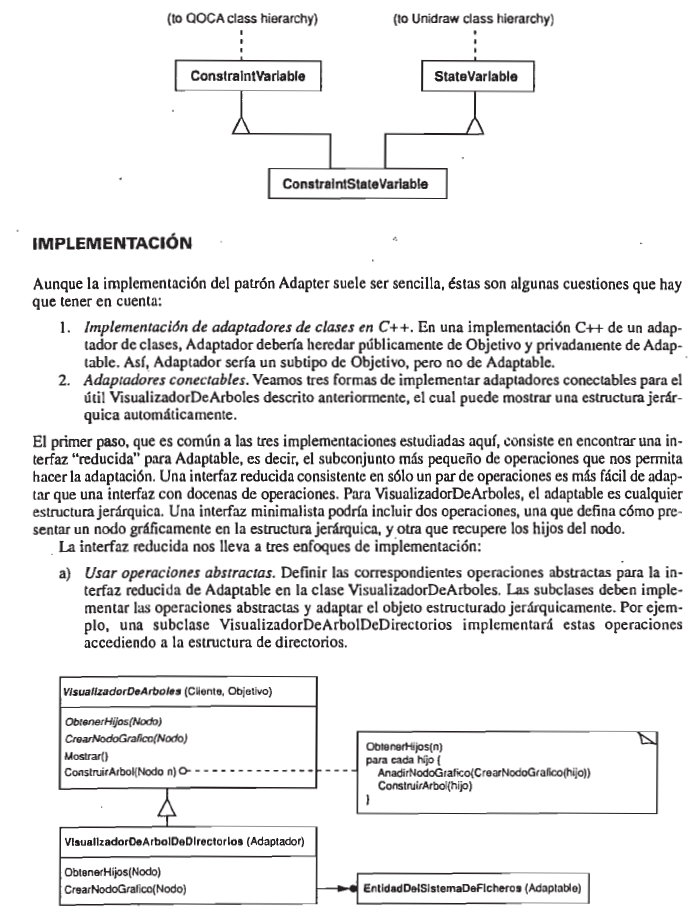 (to QOCA class hierarchy)
(to Unidraw class hierarchy)
ConstraintVariable
StateVariable
ConstraintStateVariable
IMPLEMENTACIÓN
Aunque la implementación del patrón Adapter suele ser sencilla, éstas son algunas cuestiones que hay
que tener en cuenta:
1. Implementación de adaptadores de clases en C++. En una implementación C++ de un adap-
tador de clases, Adaptador debería heredar públicamente de Objetivo y privadamente de Adap-
table. Así, Adaptador sería un subtipo de Objetivo, pero no de Adaptable.
2. Adaptadores conectables. Veamos tres formas de implementar adaptadores conectables para el
útil VisualizadorDeArboles descrito anteriormente, el cual puede mostrar una estructura jerár-
quica automáticamente.
El primer paso, que es común a las tres implementaciones estudiadas aquí, consiste en encontrar una in-
terfaz “reducida” para Adaptable, es decir, el subconjunto más pequeño de operaciones que nos permita
hacer la adaptación. Una interfaz reducida consistente en sólo un par de operaciones es más fácil de adap-
tar que una interfaz con docenas de operaciones. Para VisualizadorDeArboles, el adaptable es cualquier
estructura jerárquica. Una interfaz minimalista podría incluir dos operaciones, una que defina cómo pre-
sentar un nodo gráficamente en la estructura jerárquica, y otra que recupere los hijos del nodo.
La interfaz reducida nos lleva a tres enfoques de implementación:
a) Usar operaciones abstractas. Definir las correspondientes operaciones abstractas para la in-
terfaz reducida de Adaptable en la clase VisualizadorDeArboles. Las subclases deben imple-
mentar las operaciones abstractas y adaptar el objeto estructurado jerárquicamente. Por ejem-
plo, una subclase VisualizadorDeArbolDeDirectorios implementará estas operaciones
accediendo a la estructura de directorios.
VisualizadorDeArboles (Cliente, Objetivo)
ObtenerHijos(Nodo)
CrearNodoGrafico(Nodo)
Mostrar()
ConstruirArbol(Nodo n)
ObtenerHijos(n)
para cada hijo {
AnadirNodoGrafico(CrearNodoGrafico(hijo))
ConstruirArbol(hijo)
}
VisualizadorDeArbolDeDirectorios (Adaptador)
ObtenerHijos(Nodo)
CrearNodoGrafico(Nodo)
EntidadDelSistemaDeFicheros (Adaptable)